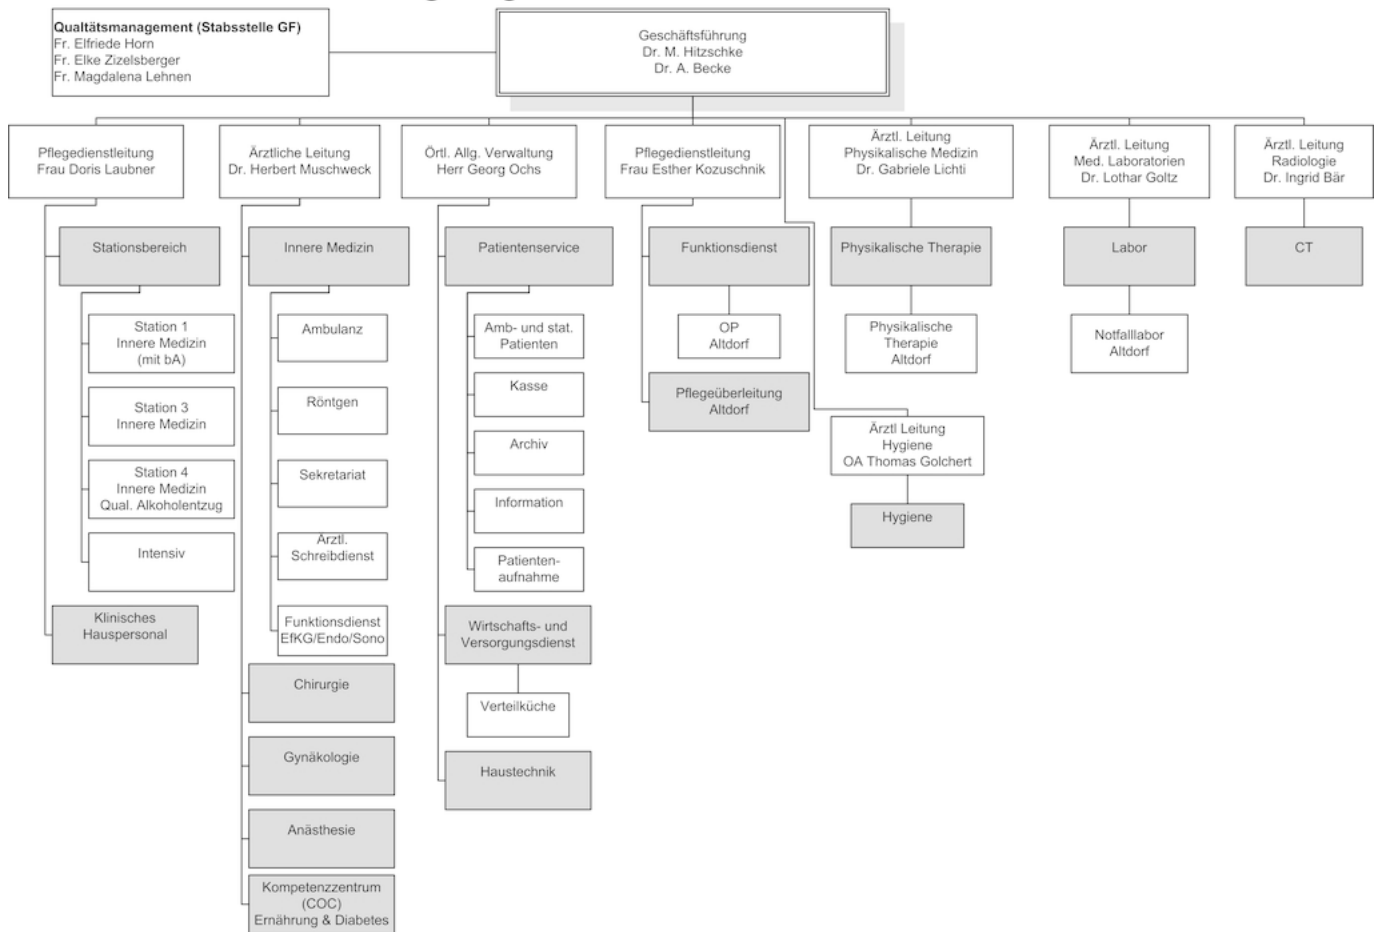 Qualtätsmanagement (Stabsstelle GF)
Fr. Elfriede Horn
Fr. Elke Zizelsberger
Fr. Magdalena Lehnen
Geschäftsführung
Dr. M. Hitzschke
Dr. A. Becke
Pflegedienstleitung
Frau Doris Laubner
Ärztliche Leitung
Dr. Herbert Muschweck
Örtl. Allg. Verwaltung
Herr Georg Ochs
Pflegedienstleitung
Frau Esther Kozuschnik
Ärztl. Leitung
Physikalische Medizin
Dr. Gabriele Lichti
Ärztl. Leitung
Med. Laboratorien
Dr. Lothar Goltz
Ärztl. Leitung
Radiologie
Dr. Ingrid Bär
Stationsbereich
Station 1
Innere Medizin
(mit bA)
Station 3
Innere Medizin
Station 4
Innere Medizin
Qual. Alkoholentzug
Intensiv
Klinisches
Hauspersonal
Innere Medizin
Ambulanz
Röntgen
Sekretariat
Ärztl.
Schreibdienst
Funktionsdienst
EfKG/Endo/Sono
Chirurgie
Gynäkologie
Anästhesie
Kompetenzzentrum
(COC)
Ernährung & Diabetes
Patientenservice
Amb- und stat.
Patienten
Kasse
Archiv
Information
Patienten-
aufnahme
Wirtschafts- und
Versorgungsdienst
Verteilküche
Haustechnik
Funktionsdienst
OP
Altdorf
Pflegeüberleitung
Altdorf
Physikalische Therapie
Physikalische
Therapie
Altdorf
Ärztl Leitung
Hygiene
OA Thomas Golchert
Hygiene
Labor
Notfalllabor
Altdorf
CT